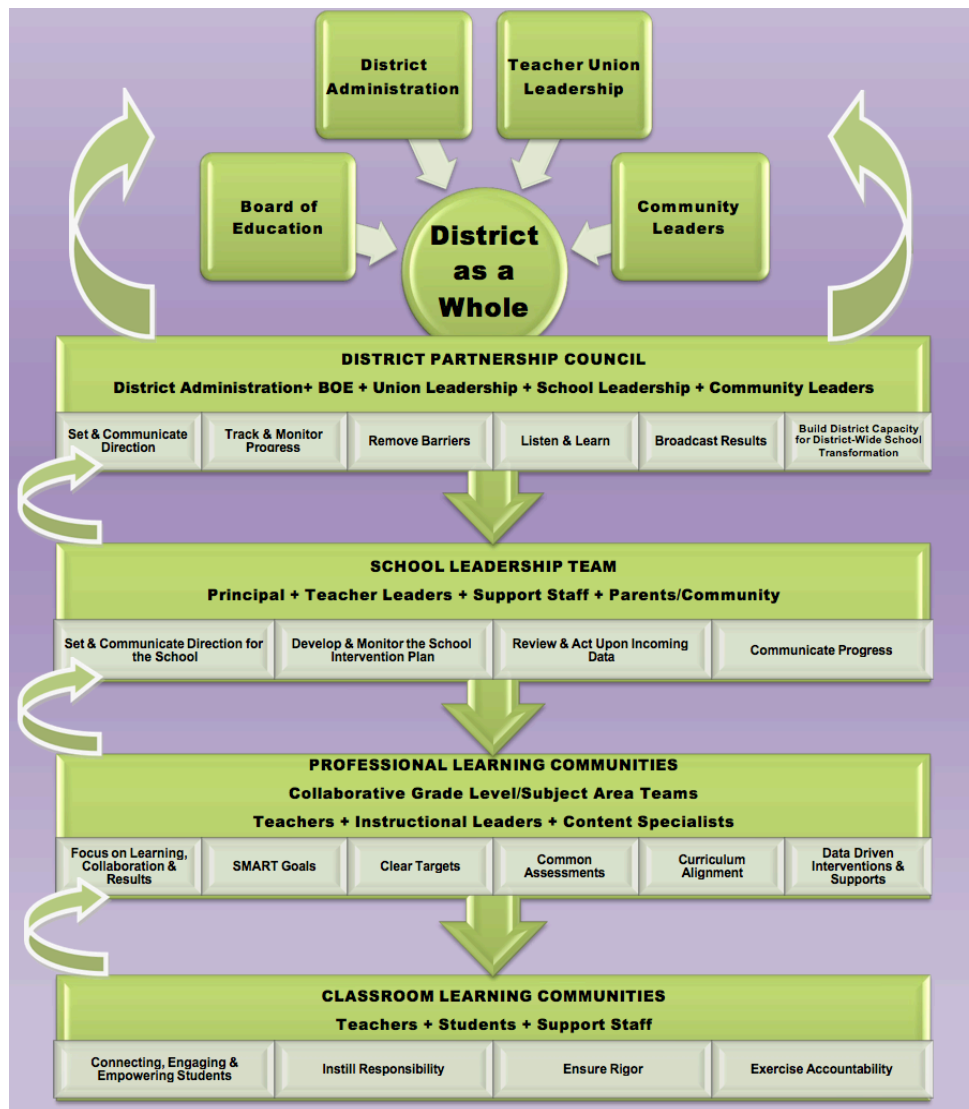 District
Administration
Teacher Union
Leadership
Board of
Education
Community
Leaders
District
as a
Whole
DISTRICT PARTNERSHIP COUNCIL
District Administration+ BOE + Union Leadership + School Leadership + Community Leaders
Set & Communicate
Direction
Track & Monitor
Progress
Remove Barriers
Listen & Learn
Broadcast Results
Build District Capacity
for District-Wide School
Transformation
SCHOOL LEADERSHIP TEAM
Principal + Teacher Leaders + Support Staff + Parents/Community
Set & Communicate Direction for
the School
Develop & Monitor the School
Intervention Plan
Review & Act Upon Incoming
Data
Communicate Progress
PROFESSIONAL LEARNING COMMUNITIES
Collaborative Grade Level/Subject Area Teams
Teachers + Instructional Leaders + Content Specialists
Focus on Learning,
Collaboration &
Results
SMART Goals
Clear Targets
Common
Assessments
Curriculum
Alignment
Data Driven
Interventions &
Supports
CLASSROOM LEARNING COMMUNITIES
Teachers + Students + Support Staff
Connecting, Engaging &
Empowering Students
Instill Responsibility
Ensure Rigor
Exercise Accountability